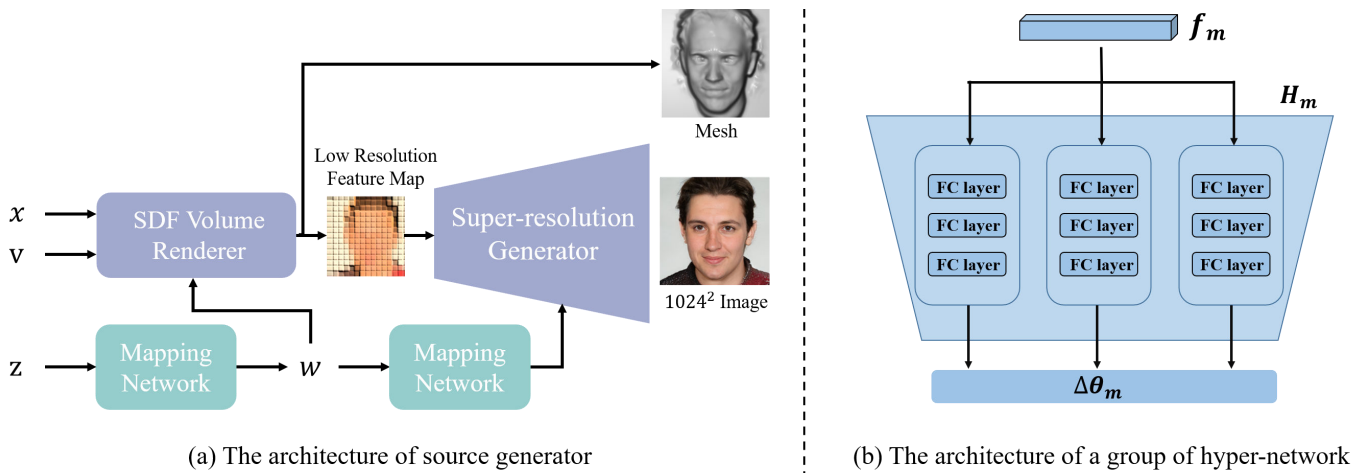 x
v
z
SDF Volume
Renderer
Mapping
Network
w
Mapping
Network
Low Resolution
Feature Map
Super-resolution
Generator
Mesh
1024² Image
(a) The architecture of source generator
f_m
H_m
FC layer
FC layer
FC layer
FC layer
FC layer
FC layer
FC layer
FC layer
FC layer
Δθ_m
(b) The architecture of a group of hyper-network